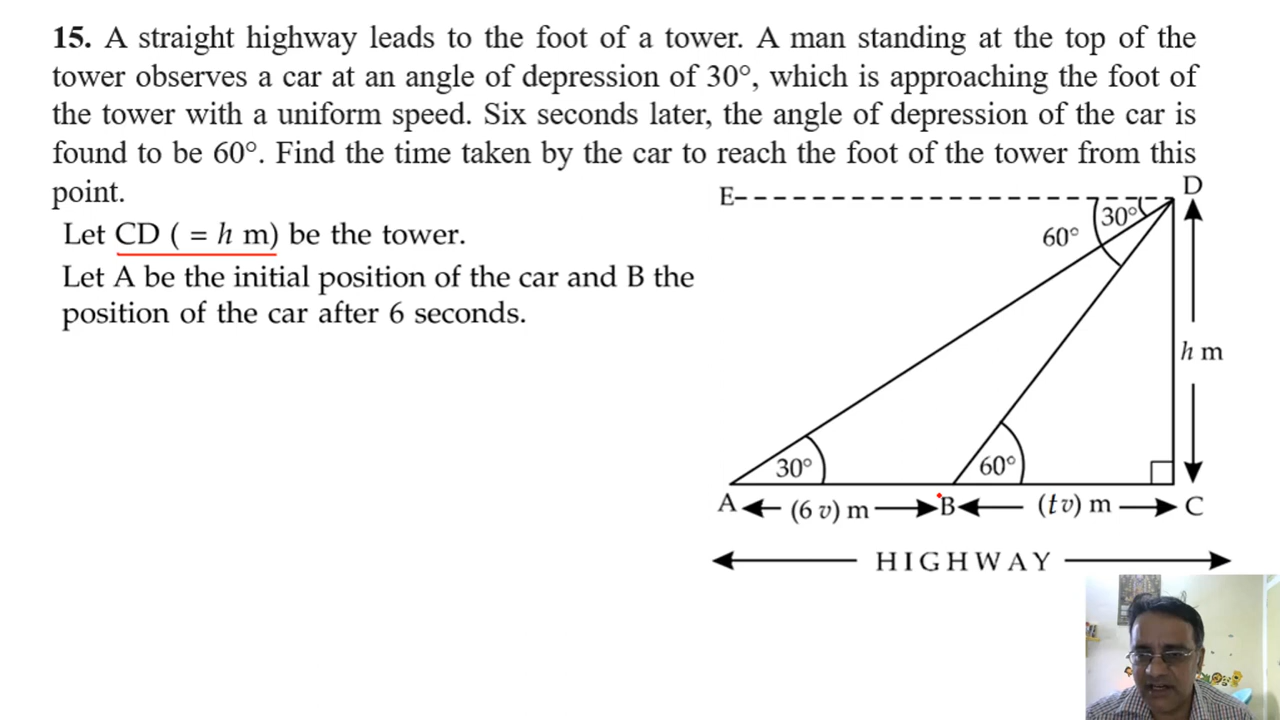 15. A straight highway leads to the foot of a tower. A man standing at the top of the
tower observes a car at an angle of depression of 30°, which is approaching the foot of
the tower with a uniform speed. Six seconds later, the angle of depression of the car is
found to be 60°. Find the time taken by the car to reach the foot of the tower from this
point.
Let CD ( = h m) be the tower.
Let A be the initial position of the car and B the
position of the car after 6 seconds.
E D
30°
60°
h m
30° 60°
A (6 v) m B (tv) m C
HIGHWAY